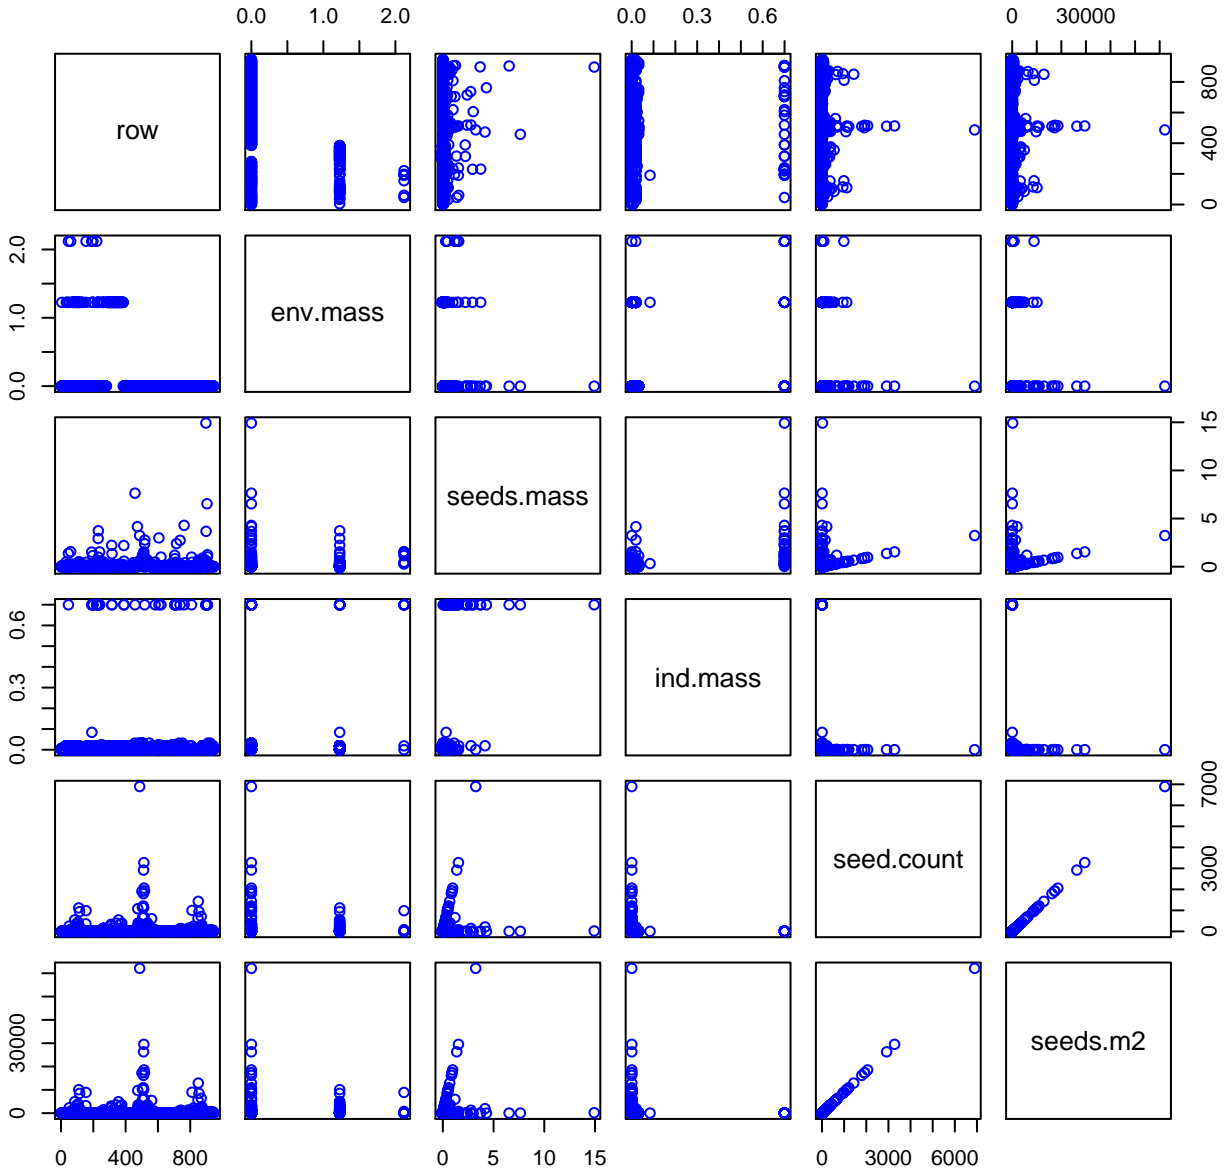 0.0 1.2 2.0 0.0 0.3 0.6 0 30000
row 0 400 800
0.0 1.0 2.0 env.mass
seeds.mass 0 5 10 15
0.0 0.3 0.6 ind.mass
seed.count 0 3000 7000
0 30000 seeds.m2
0 400 800 0 5 10 15 0 3000 6000